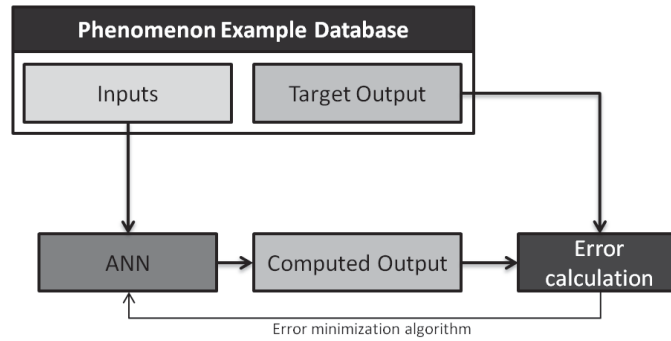 Phenomenon Example Database
Inputs
Target Output
ANN
Computed Output
Error
calculation
Error minimization algorithm